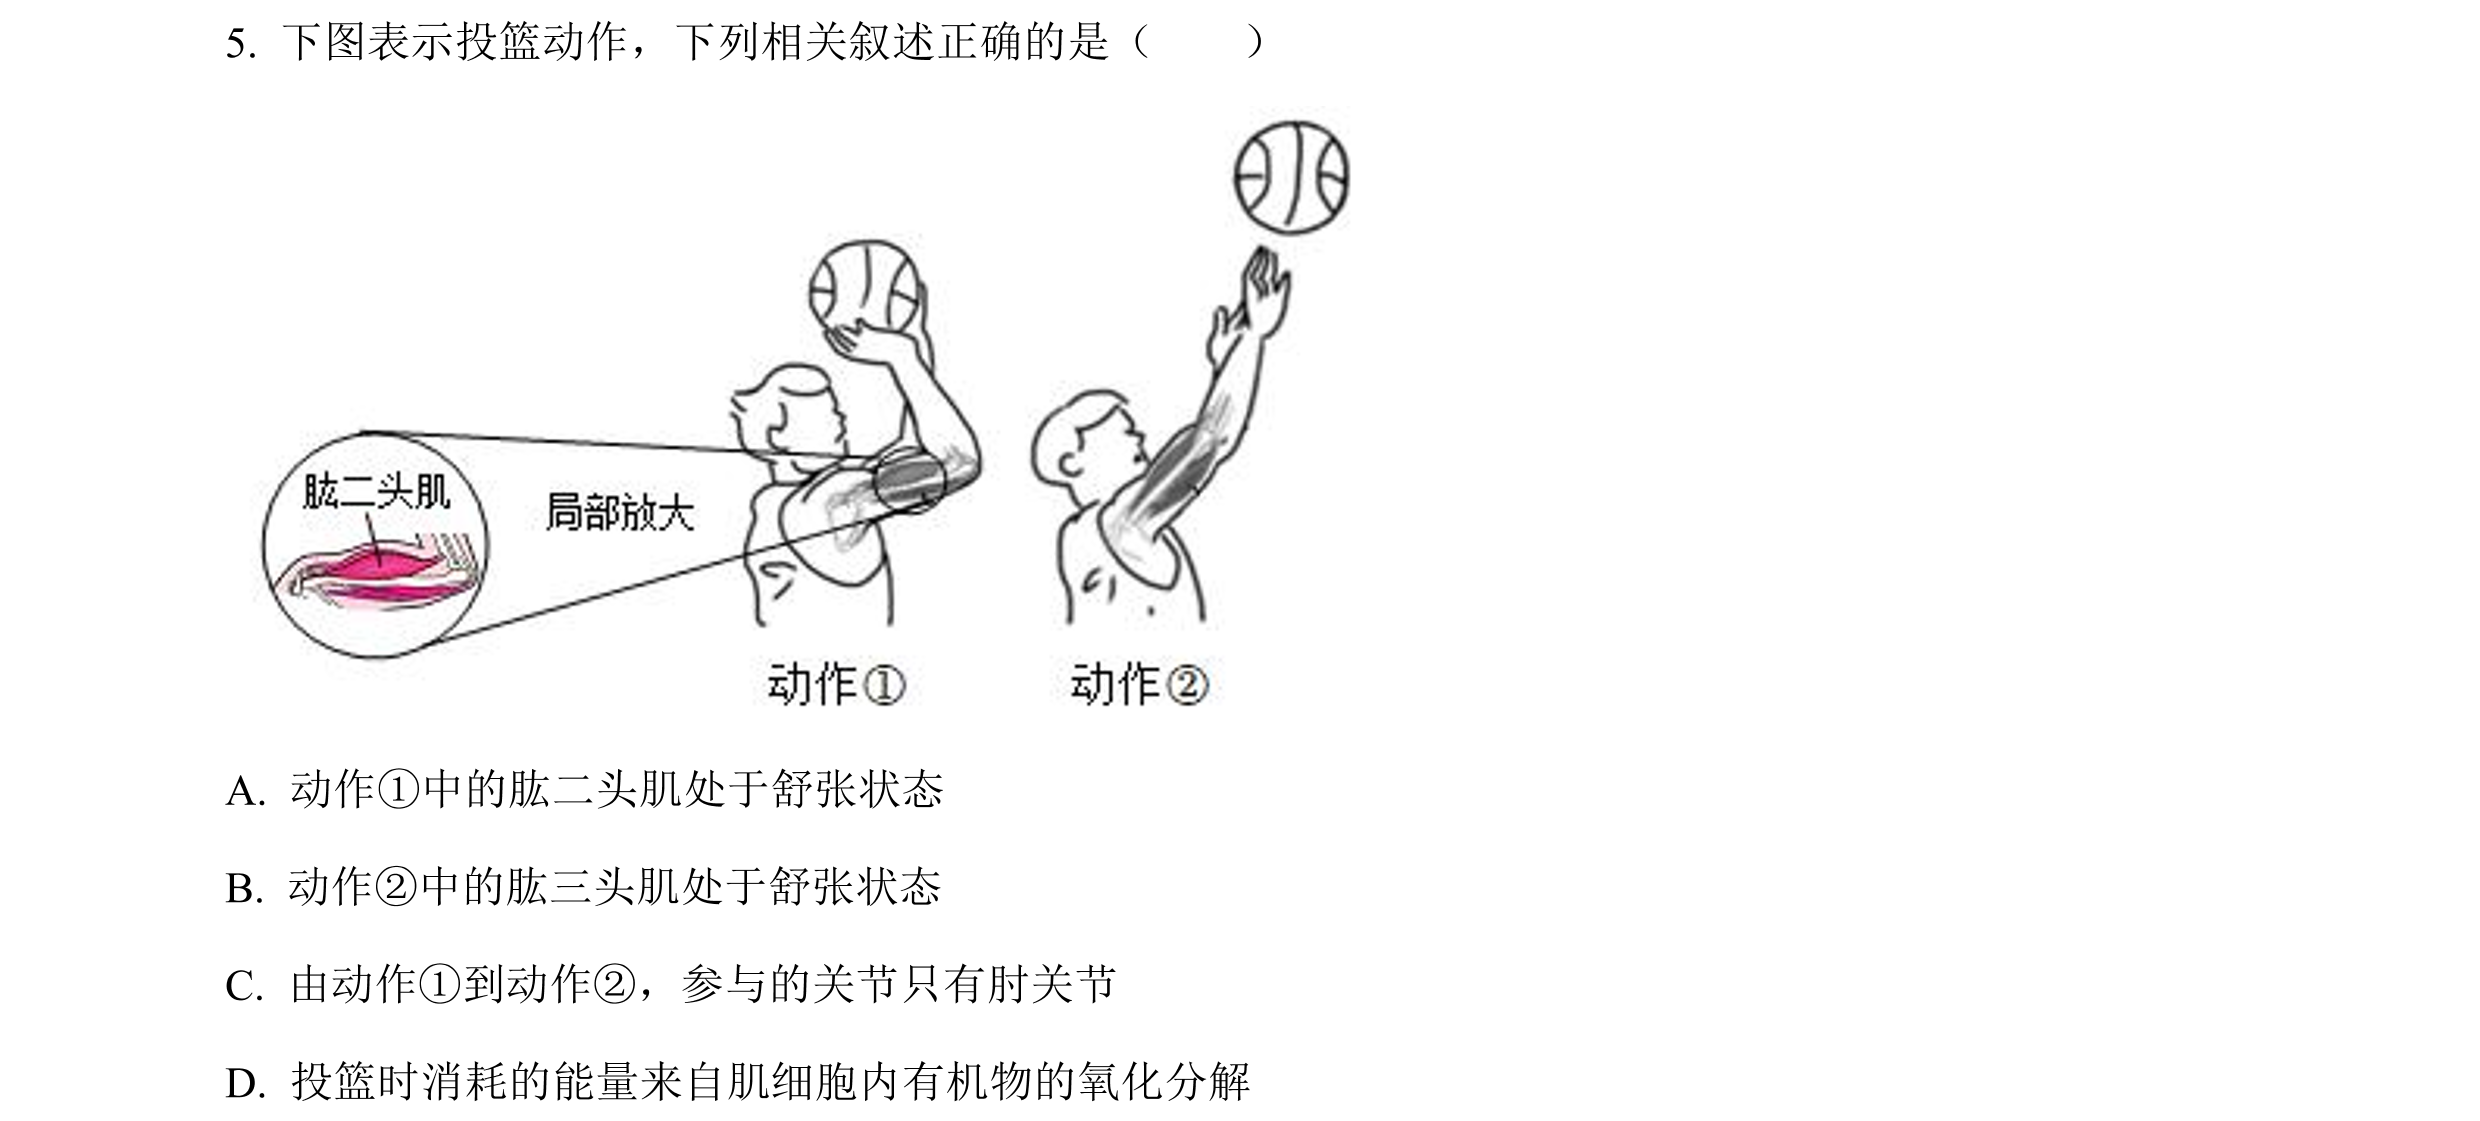 5. 下图表示投篮动作，下列相关叙述正确的是（　　）
肱二头肌
局部放大
动作①
动作②
A. 动作①中的肱二头肌处于舒张状态
B. 动作②中的肱三头肌处于舒张状态
C. 由动作①到动作②，参与的关节只有肘关节
D. 投篮时消耗的能量来自肌细胞内有机物的氧化分解